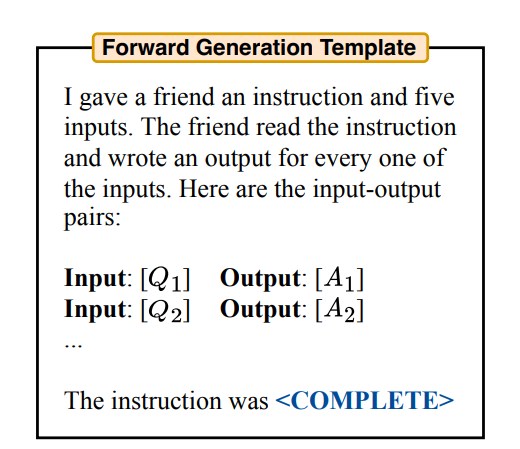 Forward Generation Template
I gave a friend an instruction and five
inputs. The friend read the instruction
and wrote an output for every one of
the inputs. Here are the input-output
pairs:
Input: [Q₁] Output: [A₁]
Input: [Q₂] Output: [A₂]
...
The instruction was <COMPLETE>